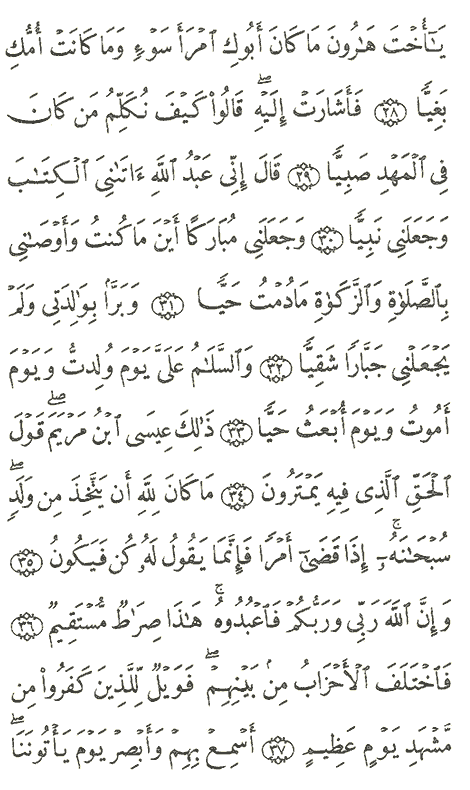 يَـٰٓأُخۡتَ هَـٰرُونَ مَا كَانَ أَبُوكِ ٱمۡرَأَ سَوۡءٖ وَمَا كَانَتۡ أُمُّكِ
بَغِيّٗا ٢٨ فَأَشَارَتۡ إِلَيۡهِۖ قَالُواْ كَيۡفَ نُكَلِّمُ مَن كَانَ
فِي ٱلۡمَهۡدِ صَبِيّٗا ٢٩ قَالَ إِنِّي عَبۡدُ ٱللَّهِ ءَاتَىٰنِيَ ٱلۡكِتَـٰبَ
وَجَعَلَنِي نَبِيّٗا ٣٠ وَجَعَلَنِي مُبَارَكًا أَيۡنَ مَا كُنتُ وَأَوۡصَـٰنِي
بِٱلصَّلَوٰةِ وَٱلزَّكَوٰةِ مَادُمۡتُ حَيّٗا ٣١ وَبَرَّۢا بِوَٰلِدَتِي وَلَمۡ
يَجۡعَلۡنِي جَبَّارٗا شَقِيّٗا ٣٢ وَٱلسَّلَـٰمُ عَلَيَّ يَوۡمَ وُلِدتُّ وَيَوۡمَ
أَمُوتُ وَيَوۡمَ أُبۡعَثُ حَيّٗا ٣٣ ذَٰلِكَ عِيسَى ٱبۡنُ مَرۡيَمَۖ قَوۡلَ
ٱلۡحَقِّ ٱلَّذِي فِيهِ يَمۡتَرُونَ ٣٤ مَا كَانَ لِلَّهِ أَن يَتَّخِذَ مِن وَلَدٖۖ
سُبۡحَـٰنَهُۥٓۚ إِذَا قَضَىٰٓ أَمۡرٗا فَإِنَّمَا يَقُولُ لَهُۥ كُن فَيَكُونُ ٣٥
وَإِنَّ ٱللَّهَ رَبِّي وَرَبُّكُمۡ فَٱعۡبُدُوهُۚ هَـٰذَا صِرَٰطٞ مُّسۡتَقِيمٞ ٣٦
فَٱخۡتَلَفَ ٱلۡأَحۡزَابُ مِنۢ بَيۡنِهِمۡۖ فَوَيۡلٞ لِّلَّذِينَ كَفَرُواْ مِن
مَّشۡهَدِ يَوۡمٍ عَظِيمٍ ٣٧ أَسۡمِعۡ بِهِمۡ وَأَبۡصِرۡ يَوۡمَ يَأۡتُونَنَاۖ